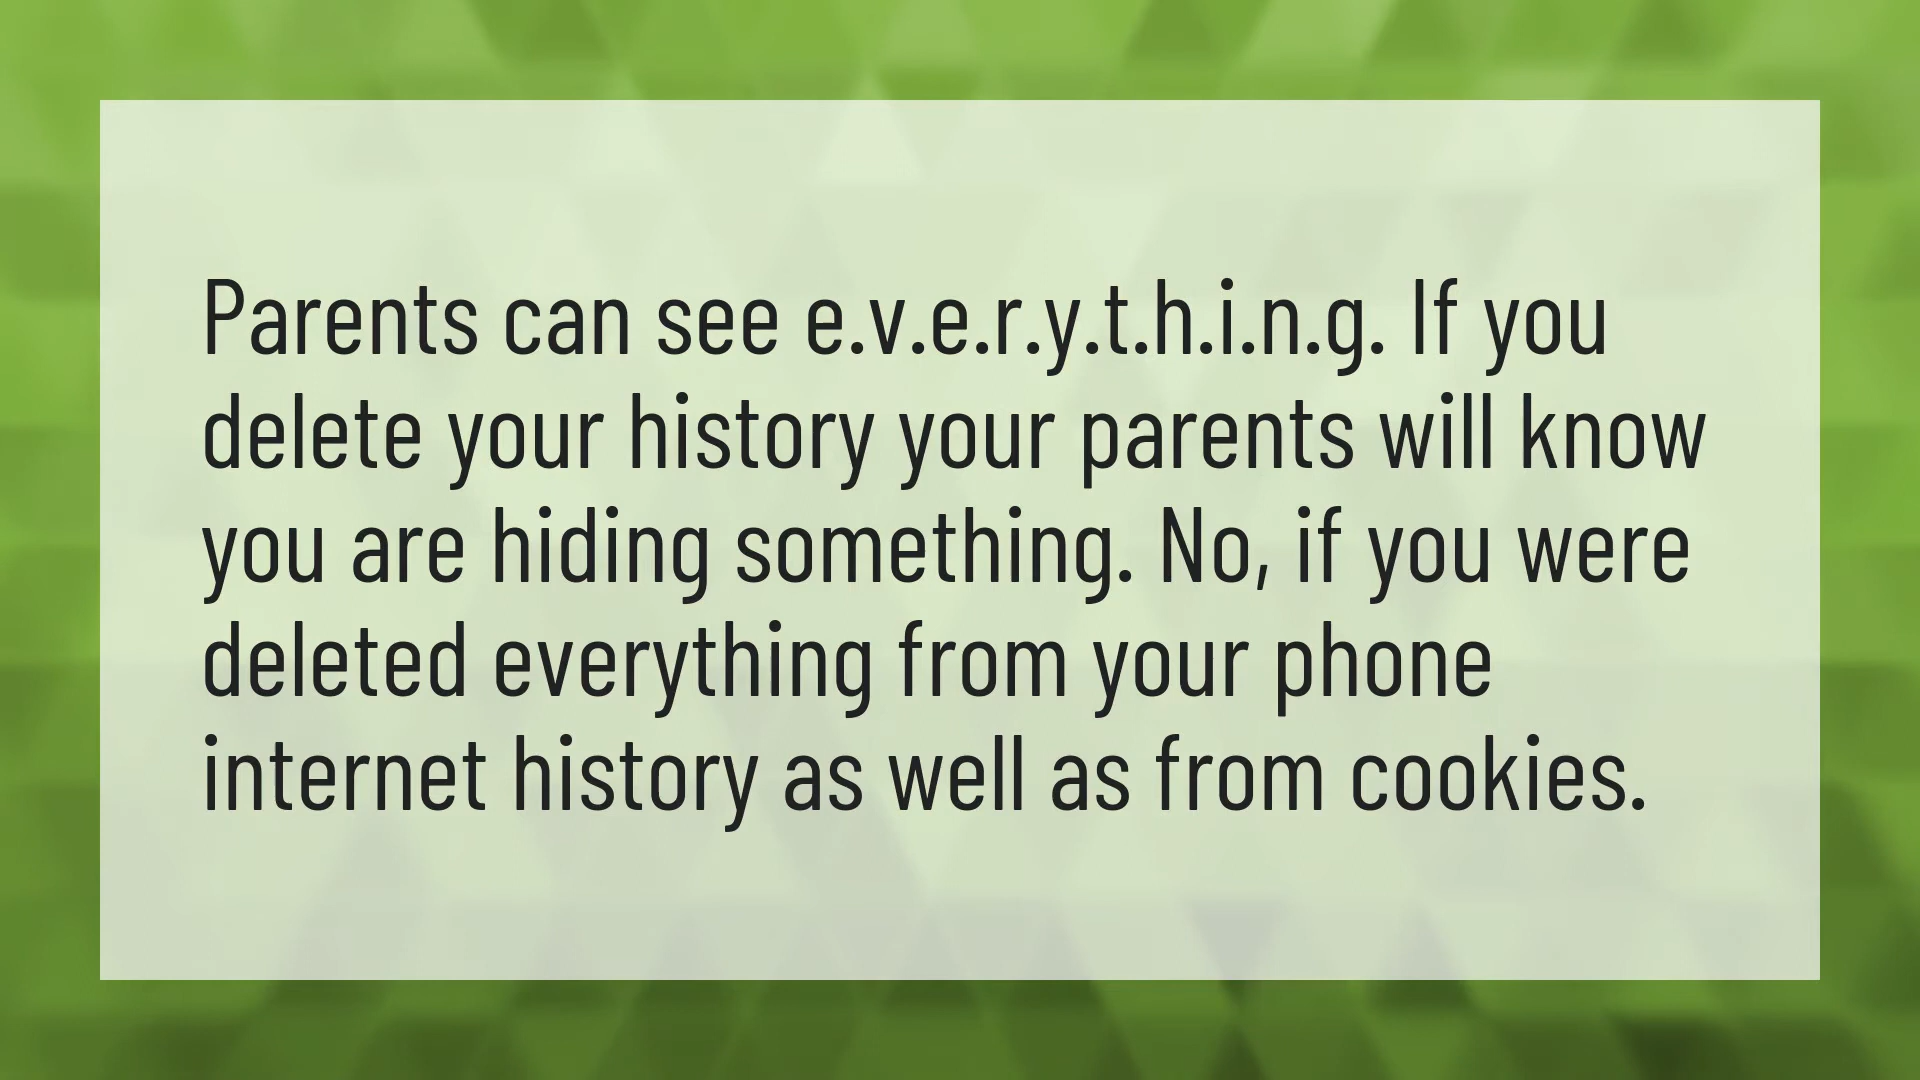 Parents can see e.v.e.r.y.t.h.i.n.g. If you
delete your history your parents will know
you are hiding something. No, if you were
deleted everything from your phone
internet history as well as from cookies.